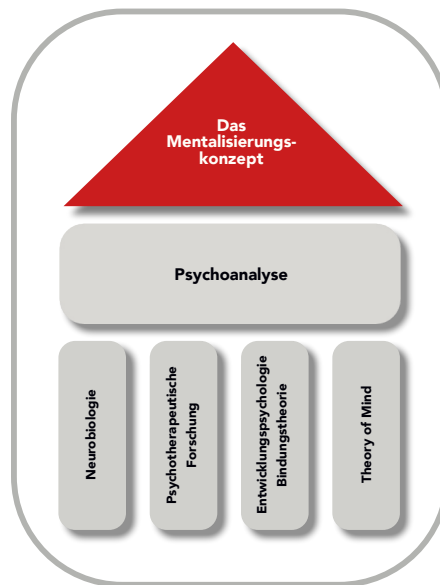 Das
Mentalisierungs-
konzept
Psychoanalyse
Neurobiologie
Psychotherapeutische
Forschung
Entwicklungspsychologie
Bindungstheorie
Theory of Mind